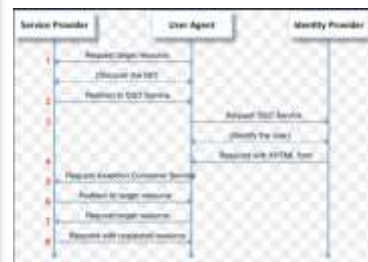 Service Provider
User Agent
Identity Provider
1
Request target resource
(Discover the IdP)
2
Redirect to SSO Service
3
Request SSO Service
(Identify the user)
4
Respond with XHTML form
5
Request Assertion Consumer Service
6
Redirect to target resource
7
Request target resource
8
Respond with requested resource